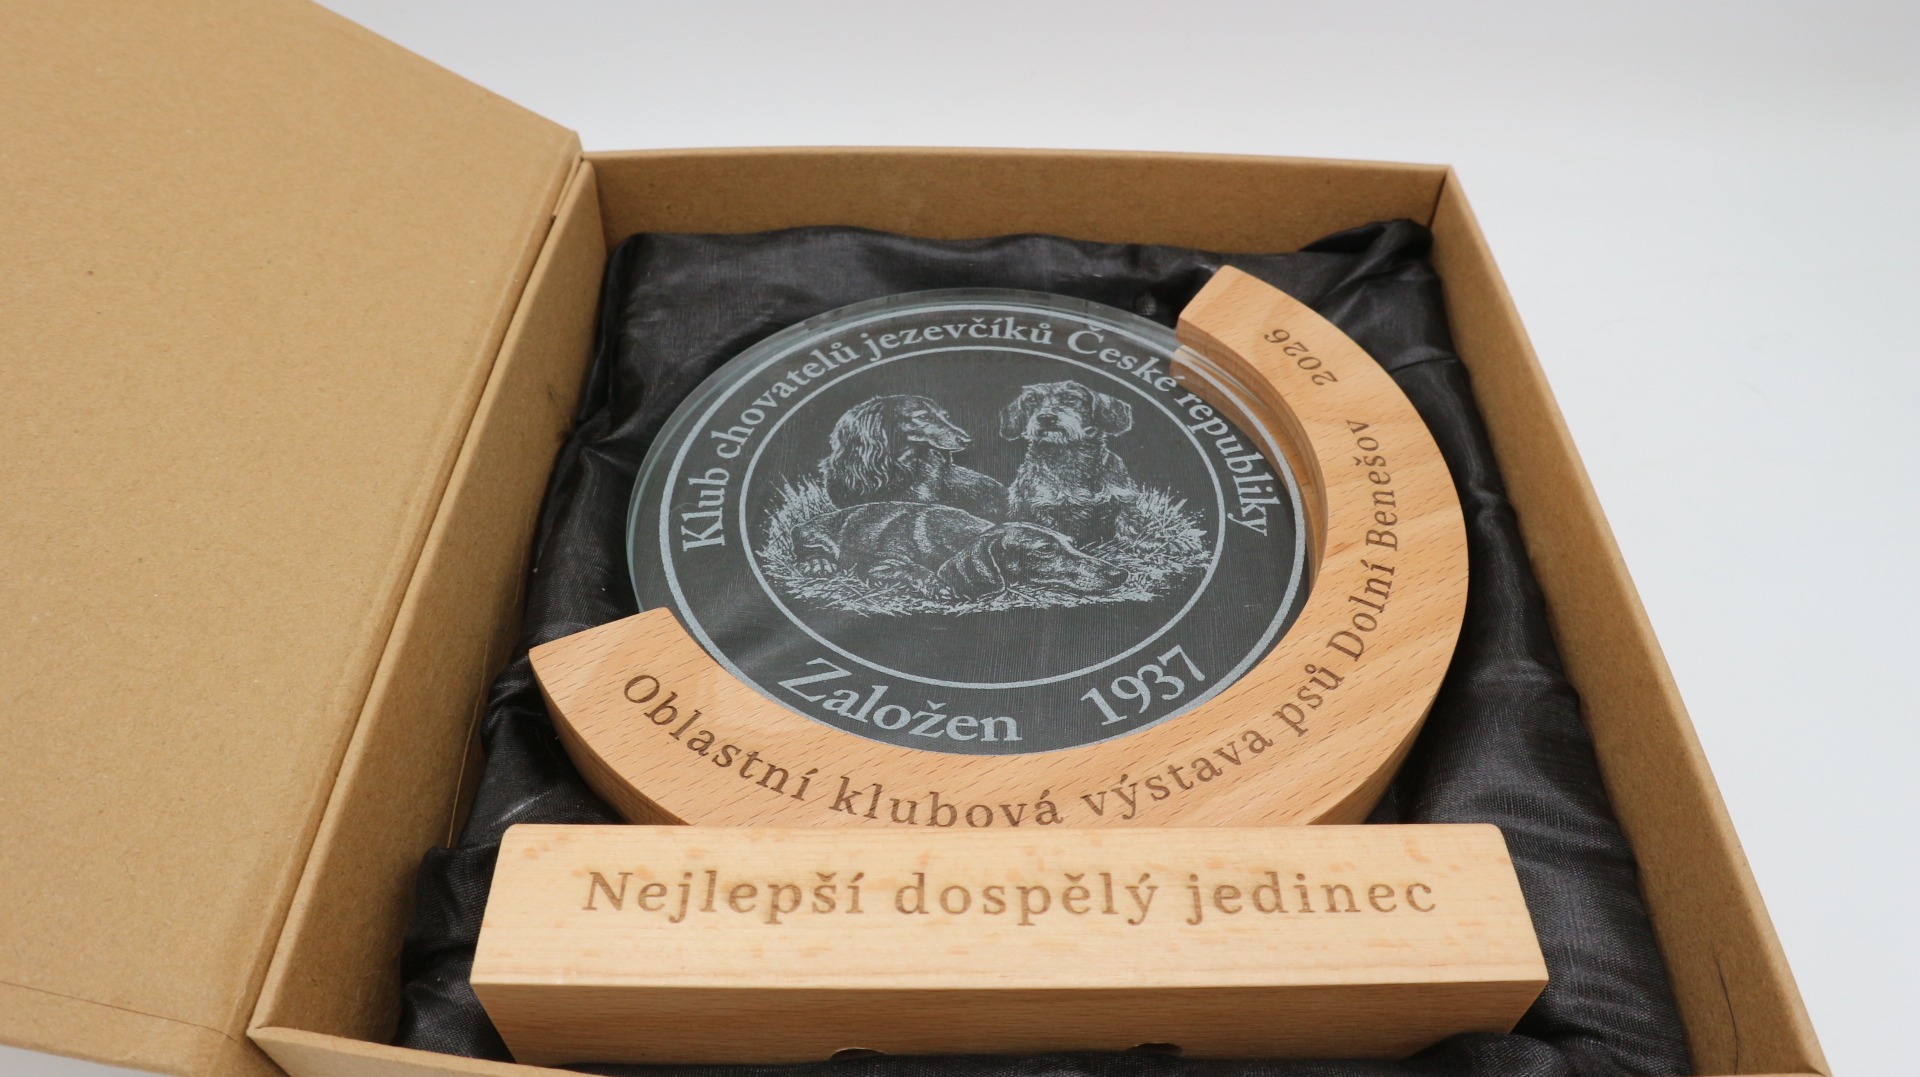 Klub chovatelů jezevčíků České republiky
Založen 1937
Oblastní klubová výstava psů Dolní Benešov 2026
Nejlepší dospělý jedinec